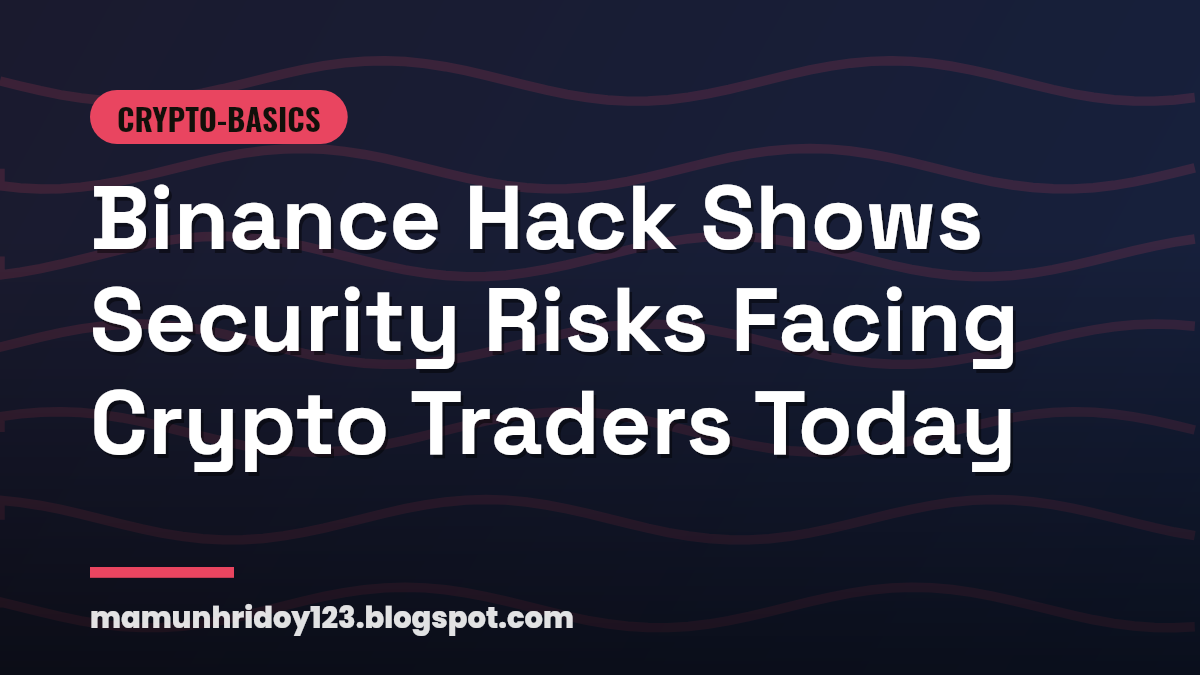 CRYPTO-BASICS
Binance Hack Shows
Security Risks Facing
Crypto Traders Today
mamunhridoy123.blogspot.com